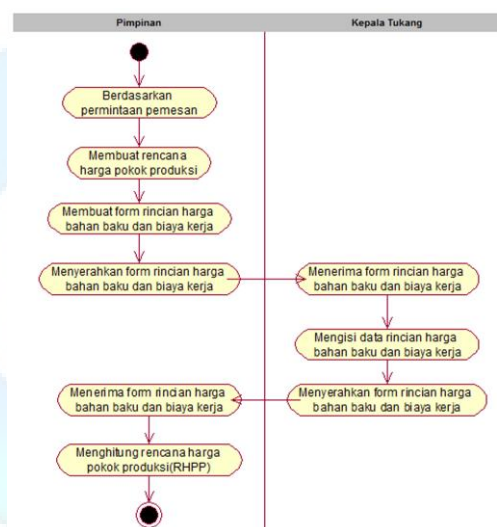 Pimpinan
Kepala Tukang
Berdasarkan
permintaan pemesan
Membuat rencana
harga pokok produksi
Membuat form rincian harga
bahan baku dan biaya kerja
Menyerahkan form rincian harga
bahan baku dan biaya kerja
Menerima form rincian harga
bahan baku dan biaya kerja
Mengisi data rincian harga
bahan baku dan biaya kerja
Menyerahkan form rincian harga
bahan baku dan biaya kerja
Menerima form rincian harga
bahan baku dan biaya kerja
Menghitung rencana harga
pokok produksi(RHPP)